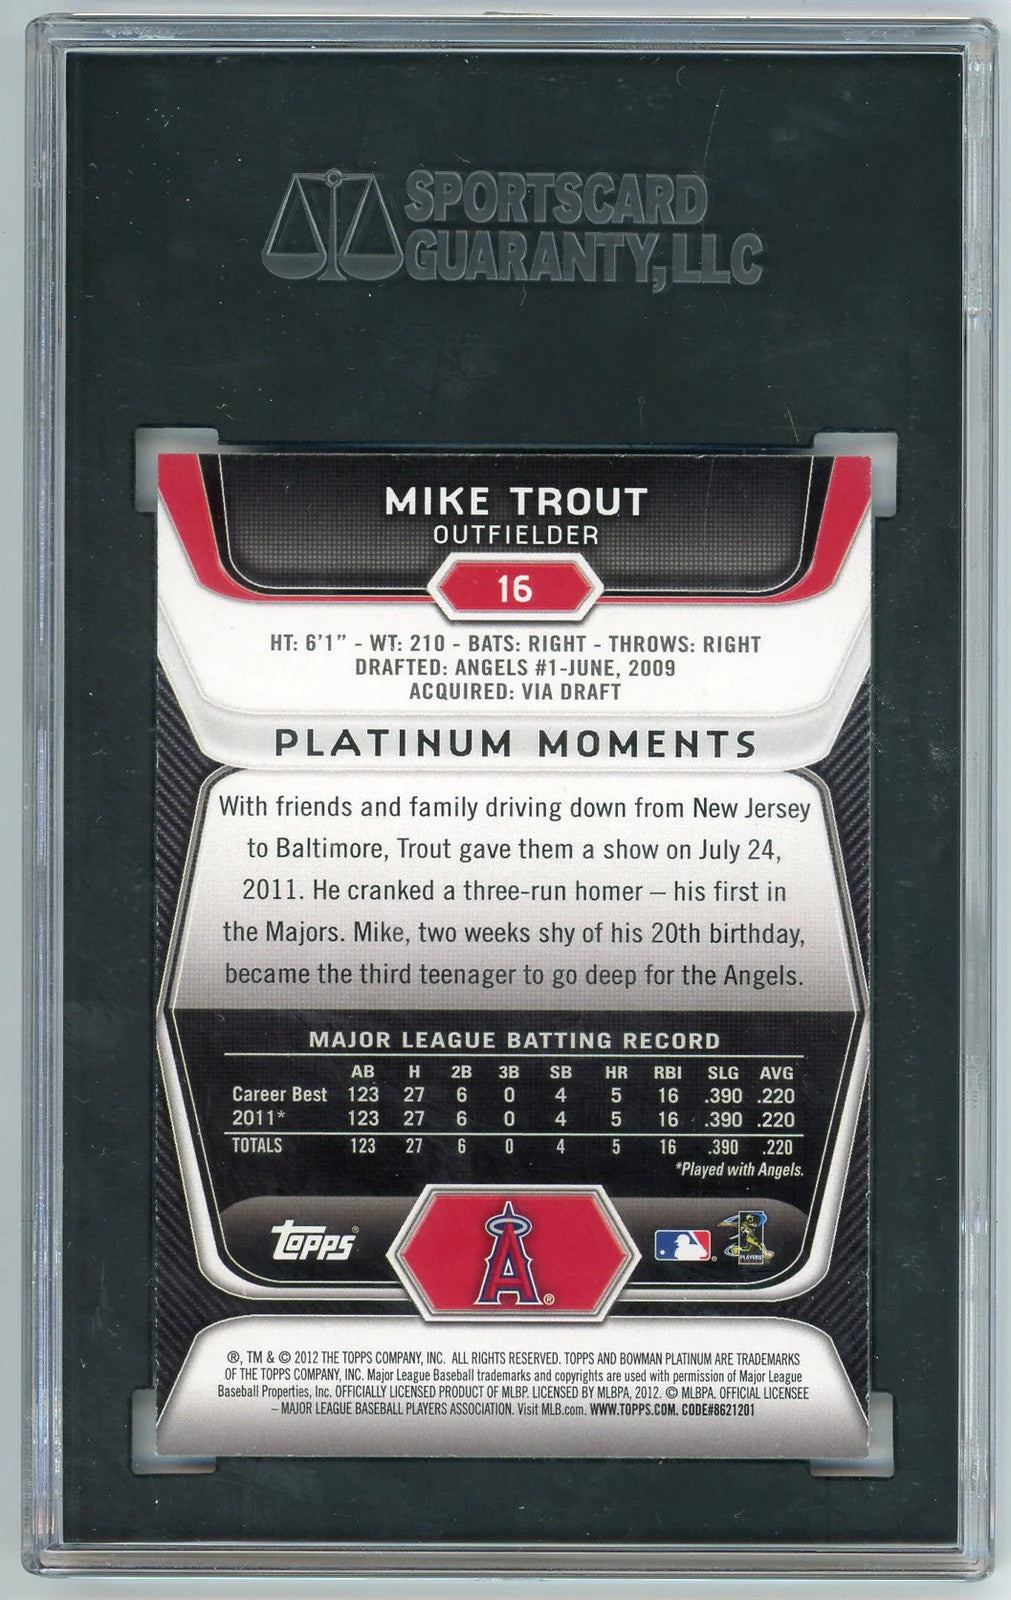 SPORTSCARD
GUARANTY, LLC
MIKE TROUT
OUTFIELDER
16
HT: 6'1" - WT: 210 - BATS: RIGHT - THROWS: RIGHT
DRAFTED: ANGELS #1-JUNE, 2009
ACQUIRED: VIA DRAFT
PLATINUM MOMENTS
With friends and family driving down from New Jersey
to Baltimore, Trout gave them a show on July 24,
2011. He cranked a three-run homer – his first in
the Majors. Mike, two weeks shy of his 20th birthday,
became the third teenager to go deep for the Angels.
MAJOR LEAGUE BATTING RECORD
AB H 2B 3B SB HR RBI SLG AVG
Career Best 123 27 6 0 4 5 16 .390 .220
2011* 123 27 6 0 4 5 16 .390 .220
TOTALS 123 27 6 0 4 5 16 .390 .220
*Played with Angels.
Topps®
A®
PLAYERS
®, TM & © 2012 THE TOPPS COMPANY, INC. ALL RIGHTS RESERVED. TOPPS AND BOWMAN PLATINUM ARE TRADEMARKS
OF THE TOPPS COMPANY, INC. Major League Baseball trademarks and copyrights are used with permission of Major League
Baseball Properties, Inc. OFFICIALLY LICENSED PRODUCT OF MLBP. LICENSED BY MLBPA, 2012. © MLBPA. OFFICIAL LICENSEE
– MAJOR LEAGUE BASEBALL PLAYERS ASSOCIATION. Visit MLB.com. WWW.TOPPS.COM. CODE#8621201